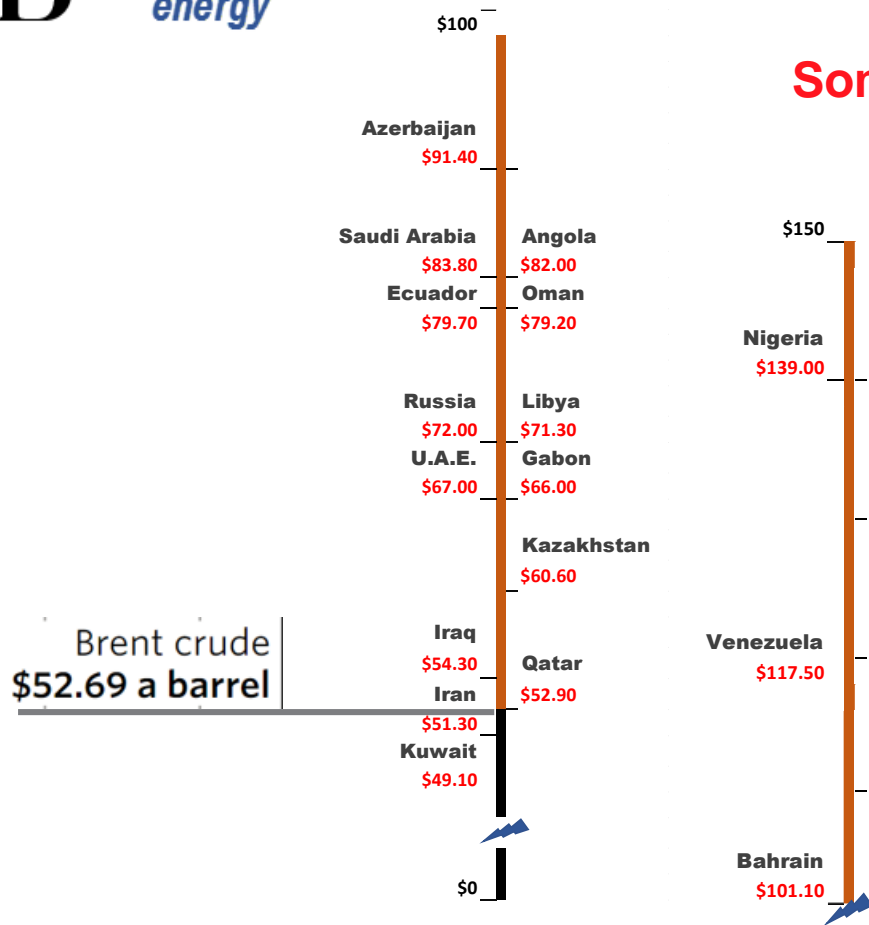 energy
$100
Azerbaijan
$91.40
Saudi Arabia
$83.80
Angola
$82.00
Ecuador
$79.70
Oman
$79.20
Russia
$72.00
Libya
$71.30
U.A.E.
$67.00
Gabon
$66.00
Kazakhstan
$60.60
Iraq
$54.30
Qatar
$52.90
Brent crude
$52.69 a barrel
Iran
$51.30
Kuwait
$49.10
$0
$150
Nigeria
$139.00
Venezuela
$117.50
Bahrain
$101.10